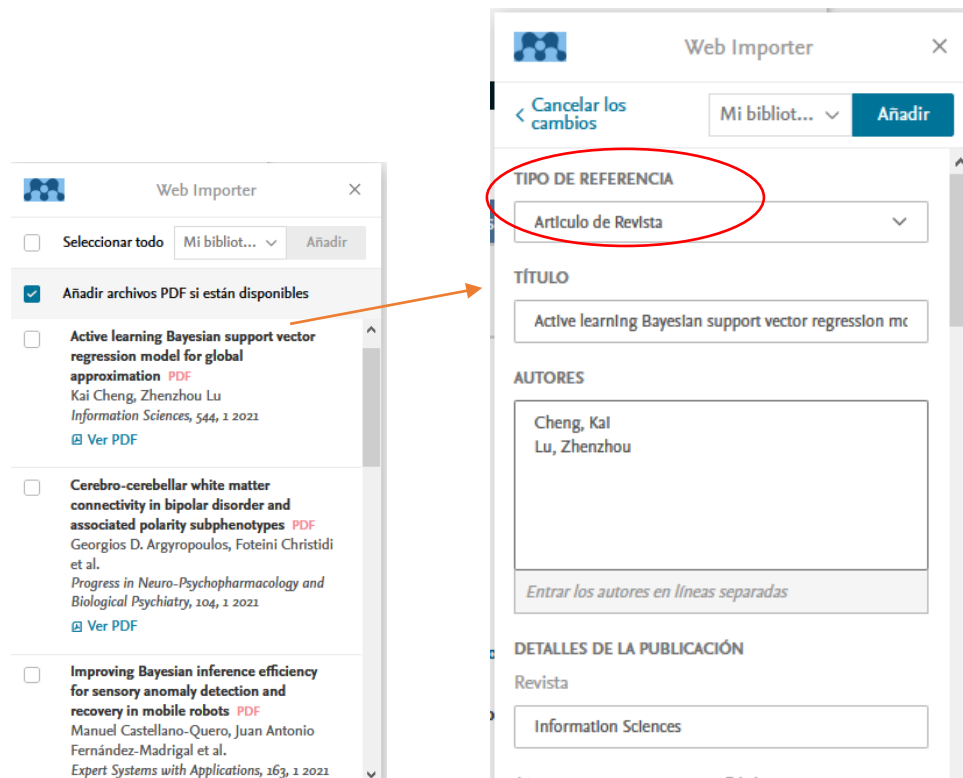 Web Importer
Seleccionar todo Mi bibliot... Añadir
Añadir archivos PDF si están disponibles
Active learning Bayesian support vector
regression model for global
approximation PDF
Kai Cheng, Zhenzhou Lu
Information Sciences, 544, 1 2021
Ver PDF
Cerebro-cerebellar white matter
connectivity in bipolar disorder and
associated polarity subphenotypes PDF
Georgios D. Argyropoulos, Foteini Christidi
et al.
Progress in Neuro-Psychopharmacology and
Biological Psychiatry, 104, 1 2021
Ver PDF
Improving Bayesian inference efficiency
for sensory anomaly detection and
recovery in mobile robots PDF
Manuel Castellano-Quero, Juan Antonio
Fernández-Madrigal et al.
Expert Systems with Applications, 163, 1 2021
Web Importer
Cancelar los
cambios
Mi bibliot... Añadir
TIPO DE REFERENCIA
Articulo de Revista
TÍTULO
Active learning Bayesian support vector regression mc
AUTORES
Cheng, Kai
Lu, Zhenzhou
Entrar los autores en líneas separadas
DETALLES DE LA PUBLICACIÓN
Revista
Information Sciences